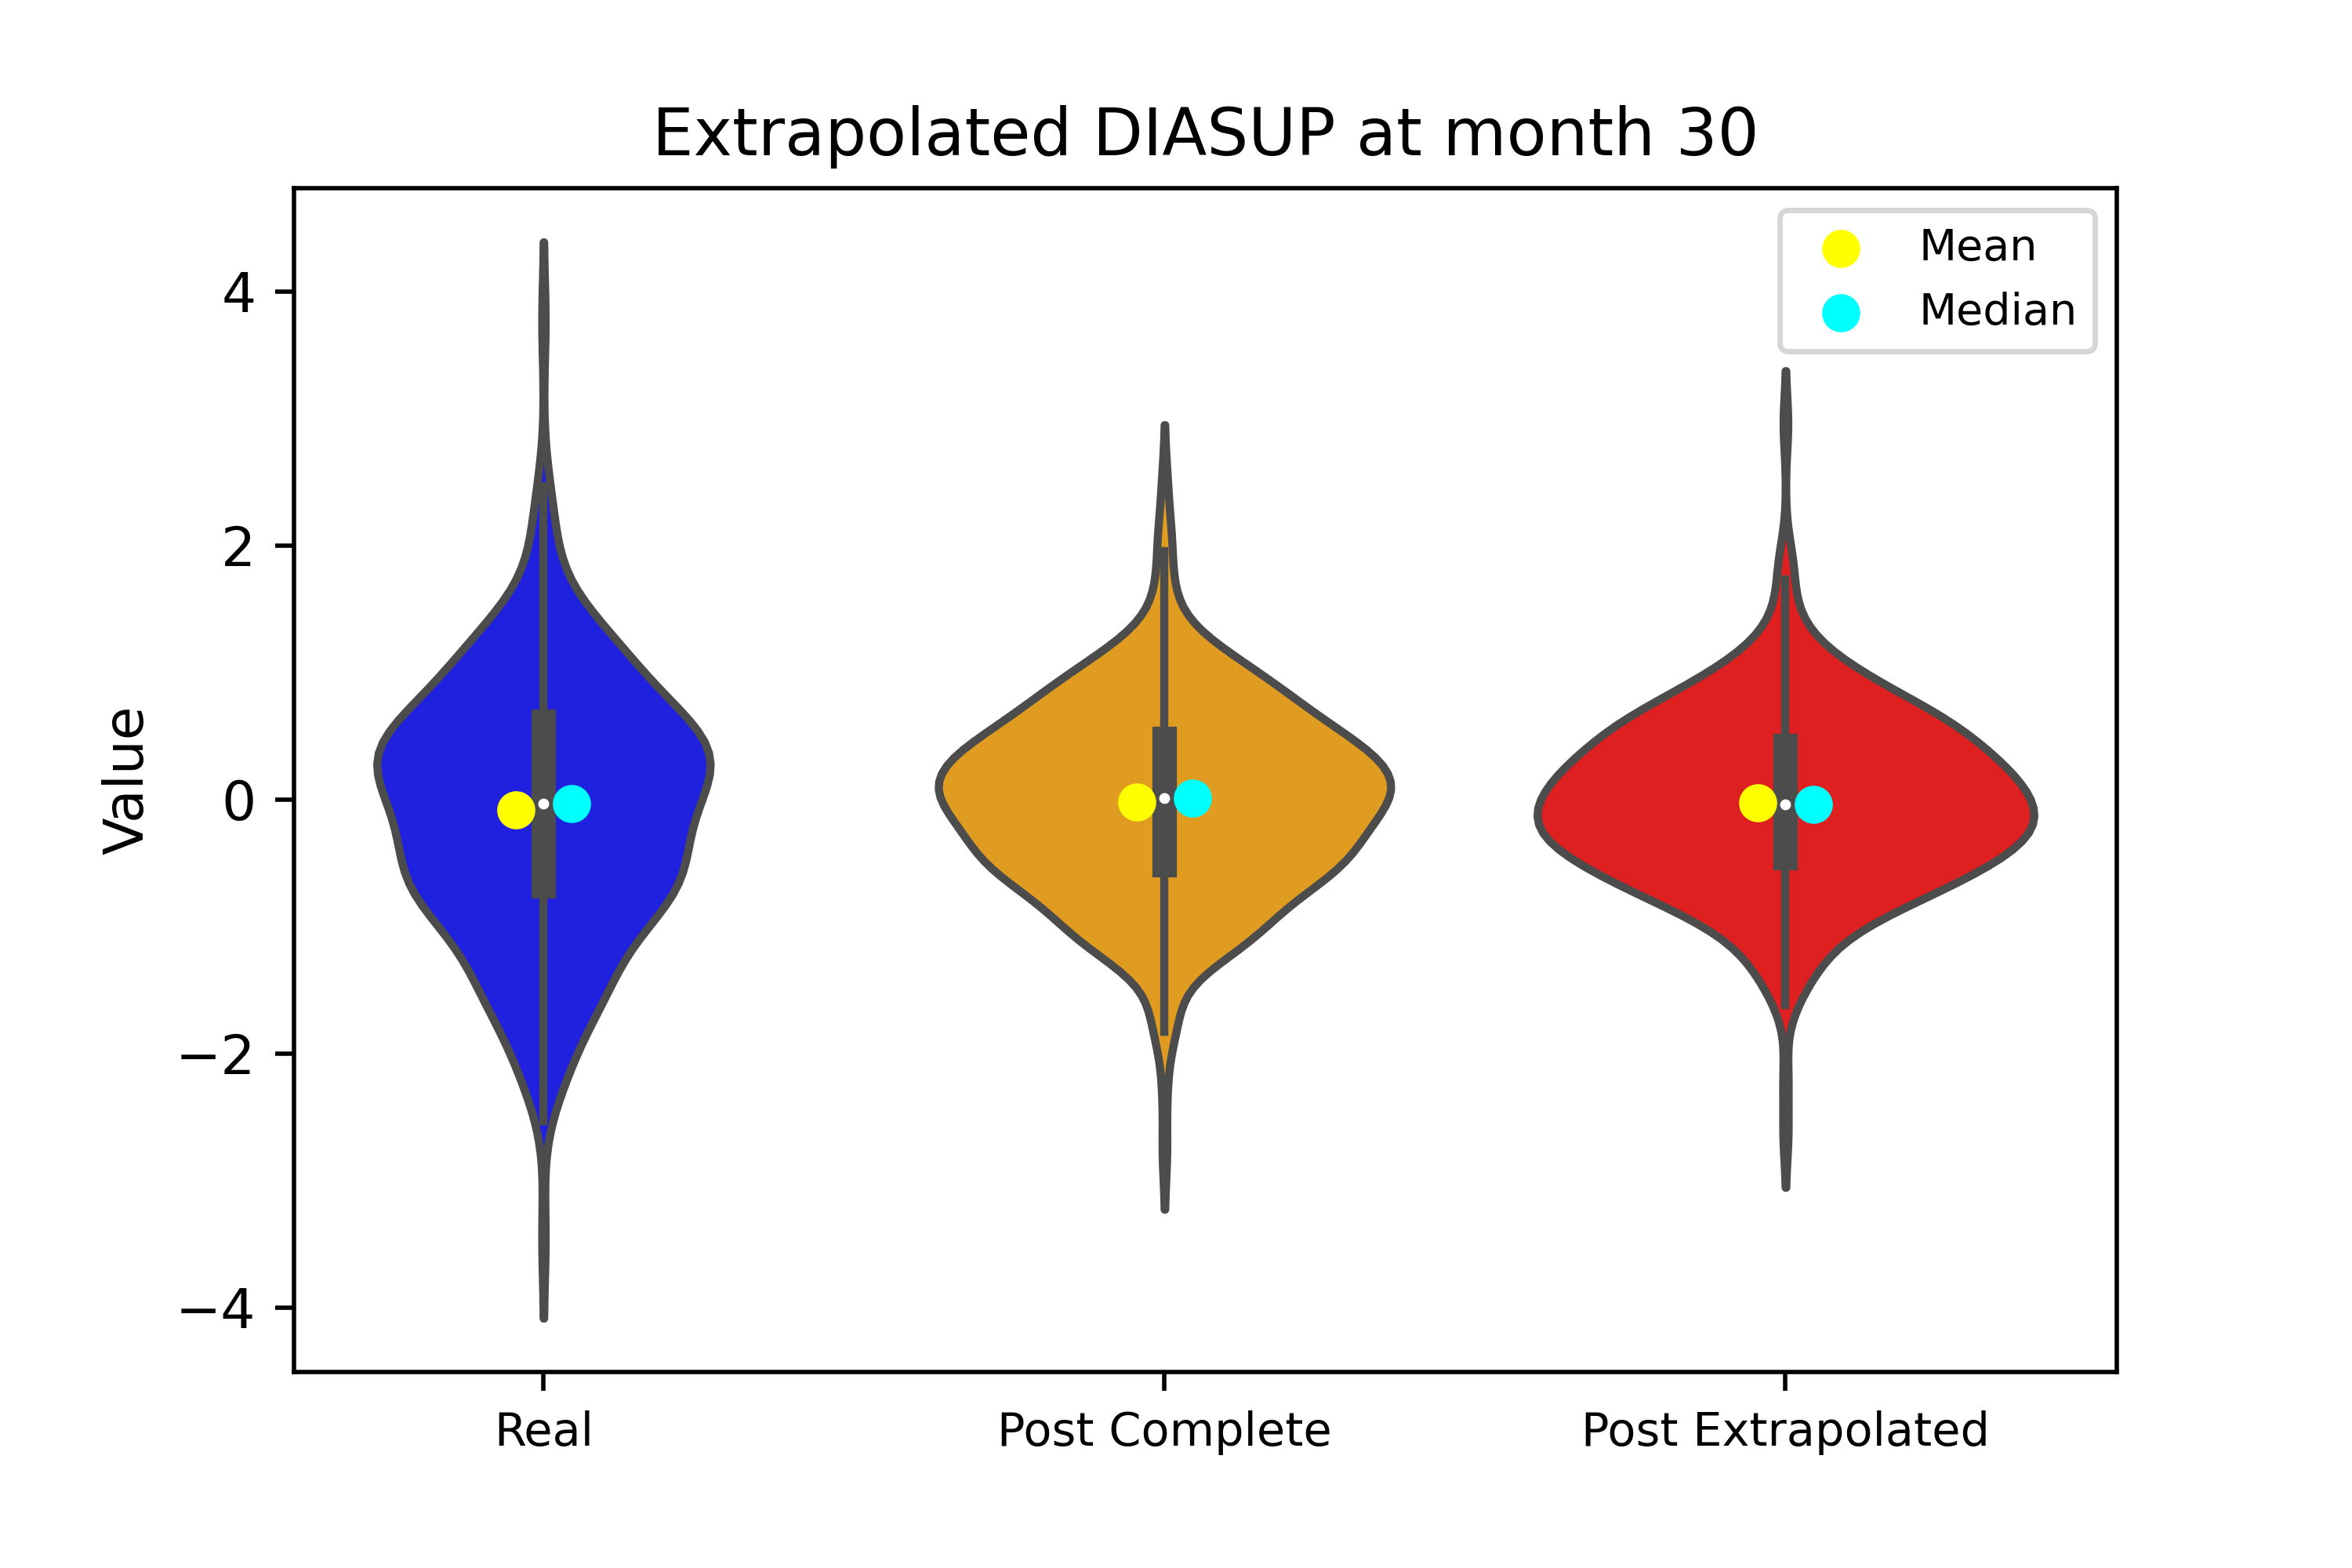 Extrapolated DIASUP at month 30
Mean
Median
4
2
0
−2
−4
Value
Real
Post Complete
Post Extrapolated